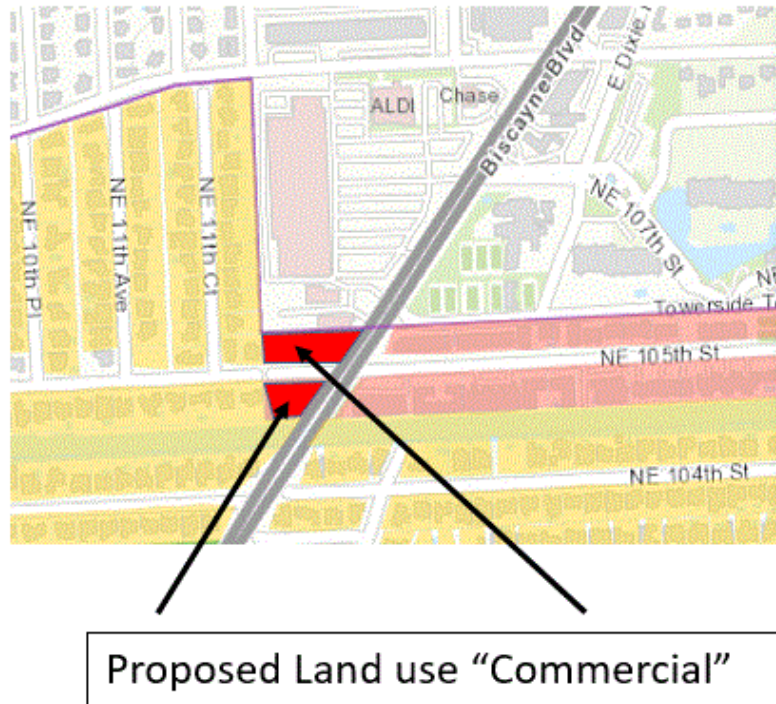 ALDI
Chase
Biscayne Blvd
E Dixie
NE 10th Pl
NE 11th Ave
NE 11th Ct
NE 107th St
Towerside
NE 105th St
NE 104th St
Proposed Land use “Commercial”